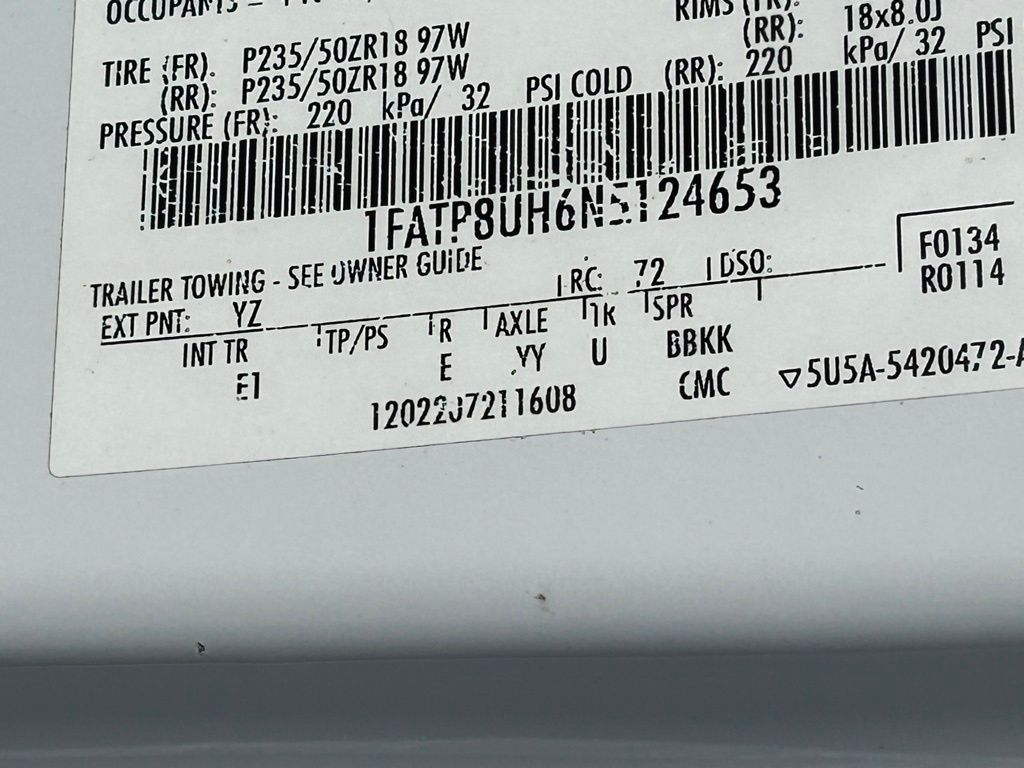 OCCUPANTS =
RIMS (FR): 18x8.0J
(RR):
TIRE (FR): P235/50ZR18 97W
(RR): P235/50ZR18 97W
PRESSURE (FR): 220 kPa/ 32 PSI COLD (RR): 220 kPa/ 32 PSI
1FATP8UH6N5124653
F0134
R0114
TRAILER TOWING - SEE OWNER GUIDE
EXT PNT: YZ RC: 72 DSO:
INT TR TP/PS R AXLE TR SPR
E1 E YY U BBKK
1202207211608 CMC ▽5U5A-5420472-A